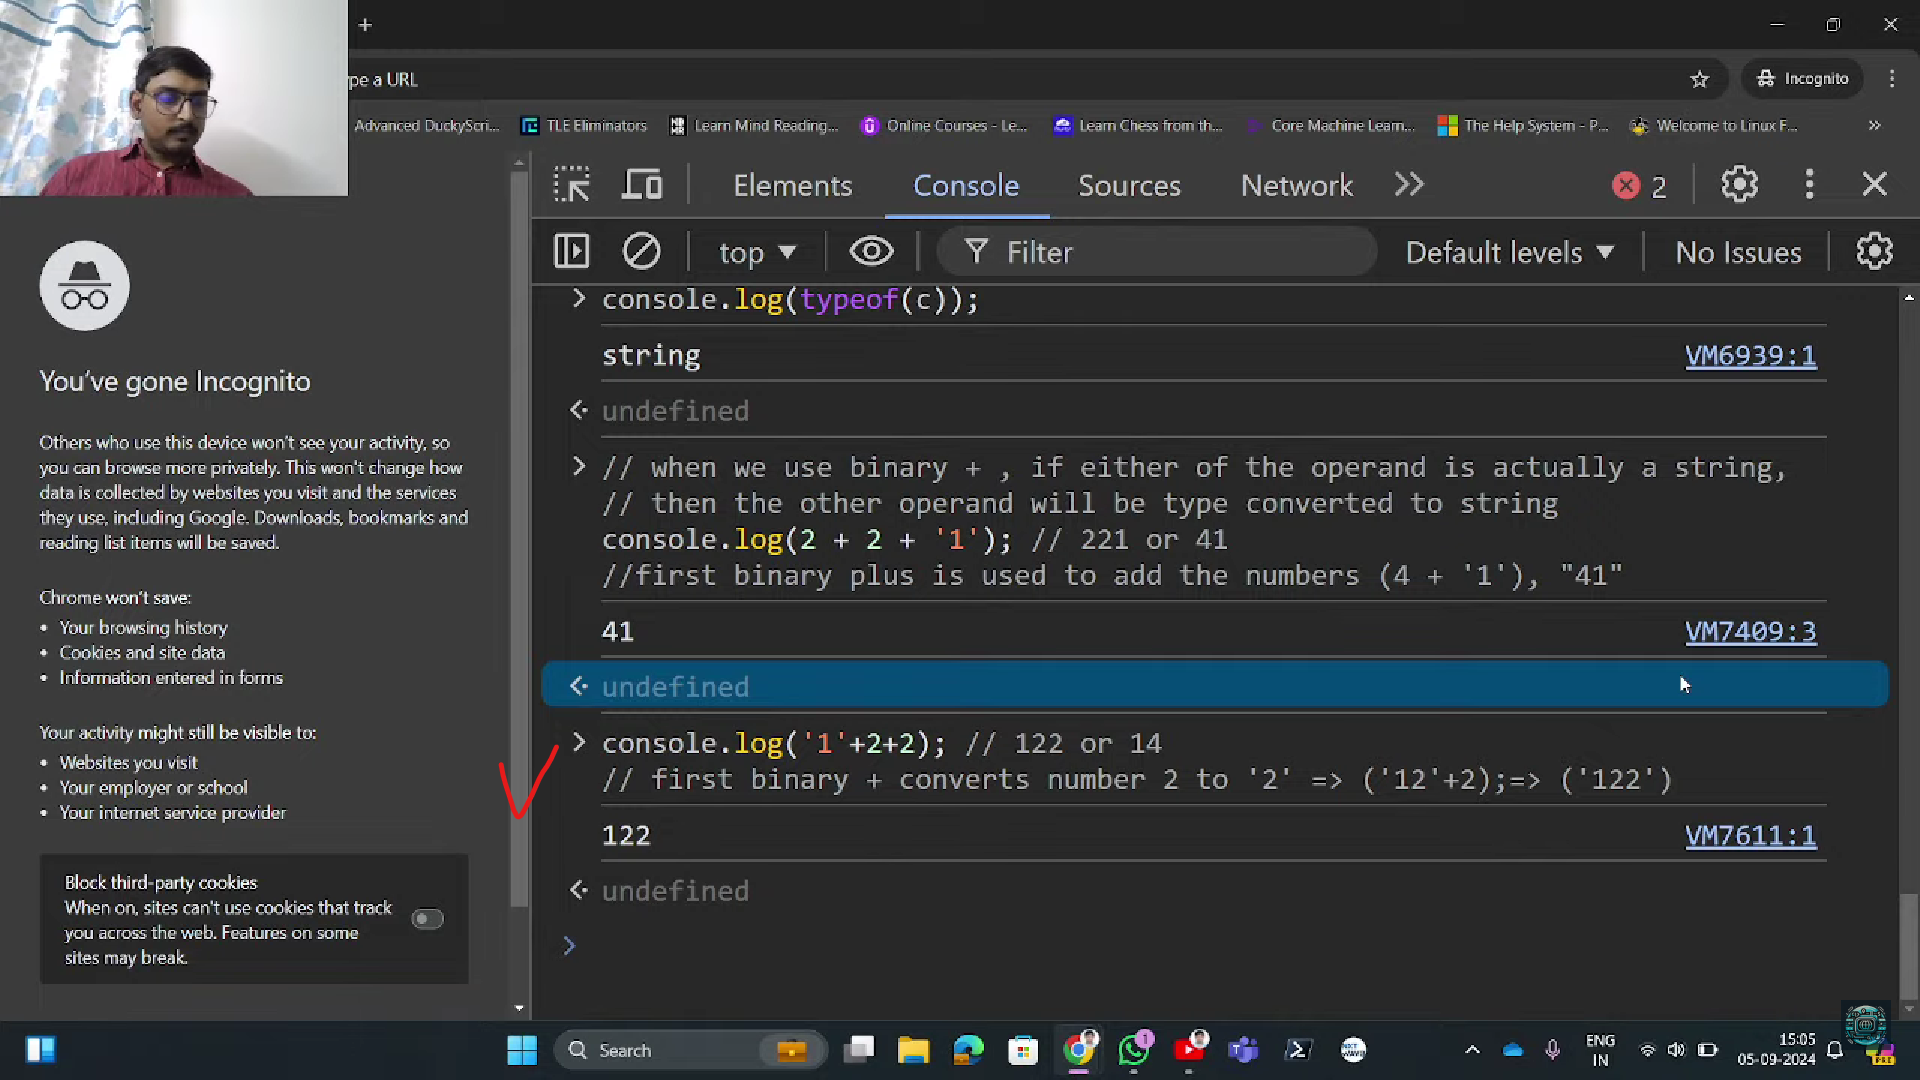 pe a URL
Incognito
Advanced DuckyScri...
TLE Eliminators
Learn Mind Reading...
Online Courses - Le...
Learn Chess from th...
Core Machine Learn...
The Help System - P...
Welcome to Linux F...
Elements
Console
Sources
Network
2
top
Filter
Default levels
No Issues
You've gone Incognito
Others who use this device won't see your activity, so
you can browse more privately. This won't change how
data is collected by websites you visit and the services
they use, including Google. Downloads, bookmarks and
reading list items will be saved.
Chrome won't save:
• Your browsing history
• Cookies and site data
• Information entered in forms
Your activity might still be visible to:
• Websites you visit
• Your employer or school
• Your internet service provider
Block third-party cookies
When on, sites can't use cookies that track
you across the web. Features on some
sites may break.
> console.log(typeof(c));
string VM6939:1
undefined
> // when we use binary + , if either of the operand is actually a string,
// then the other operand will be type converted to string
console.log(2 + 2 + '1'); // 221 or 41
//first binary plus is used to add the numbers (4 + '1'), "41"
41 VM7409:3
undefined
> console.log('1'+2+2); // 122 or 14
// first binary + converts number 2 to '2' => ('12'+2);=> ('122')
122 VM7611:1
undefined
>
Search
1
ENG
IN
15:05
05-09-2024